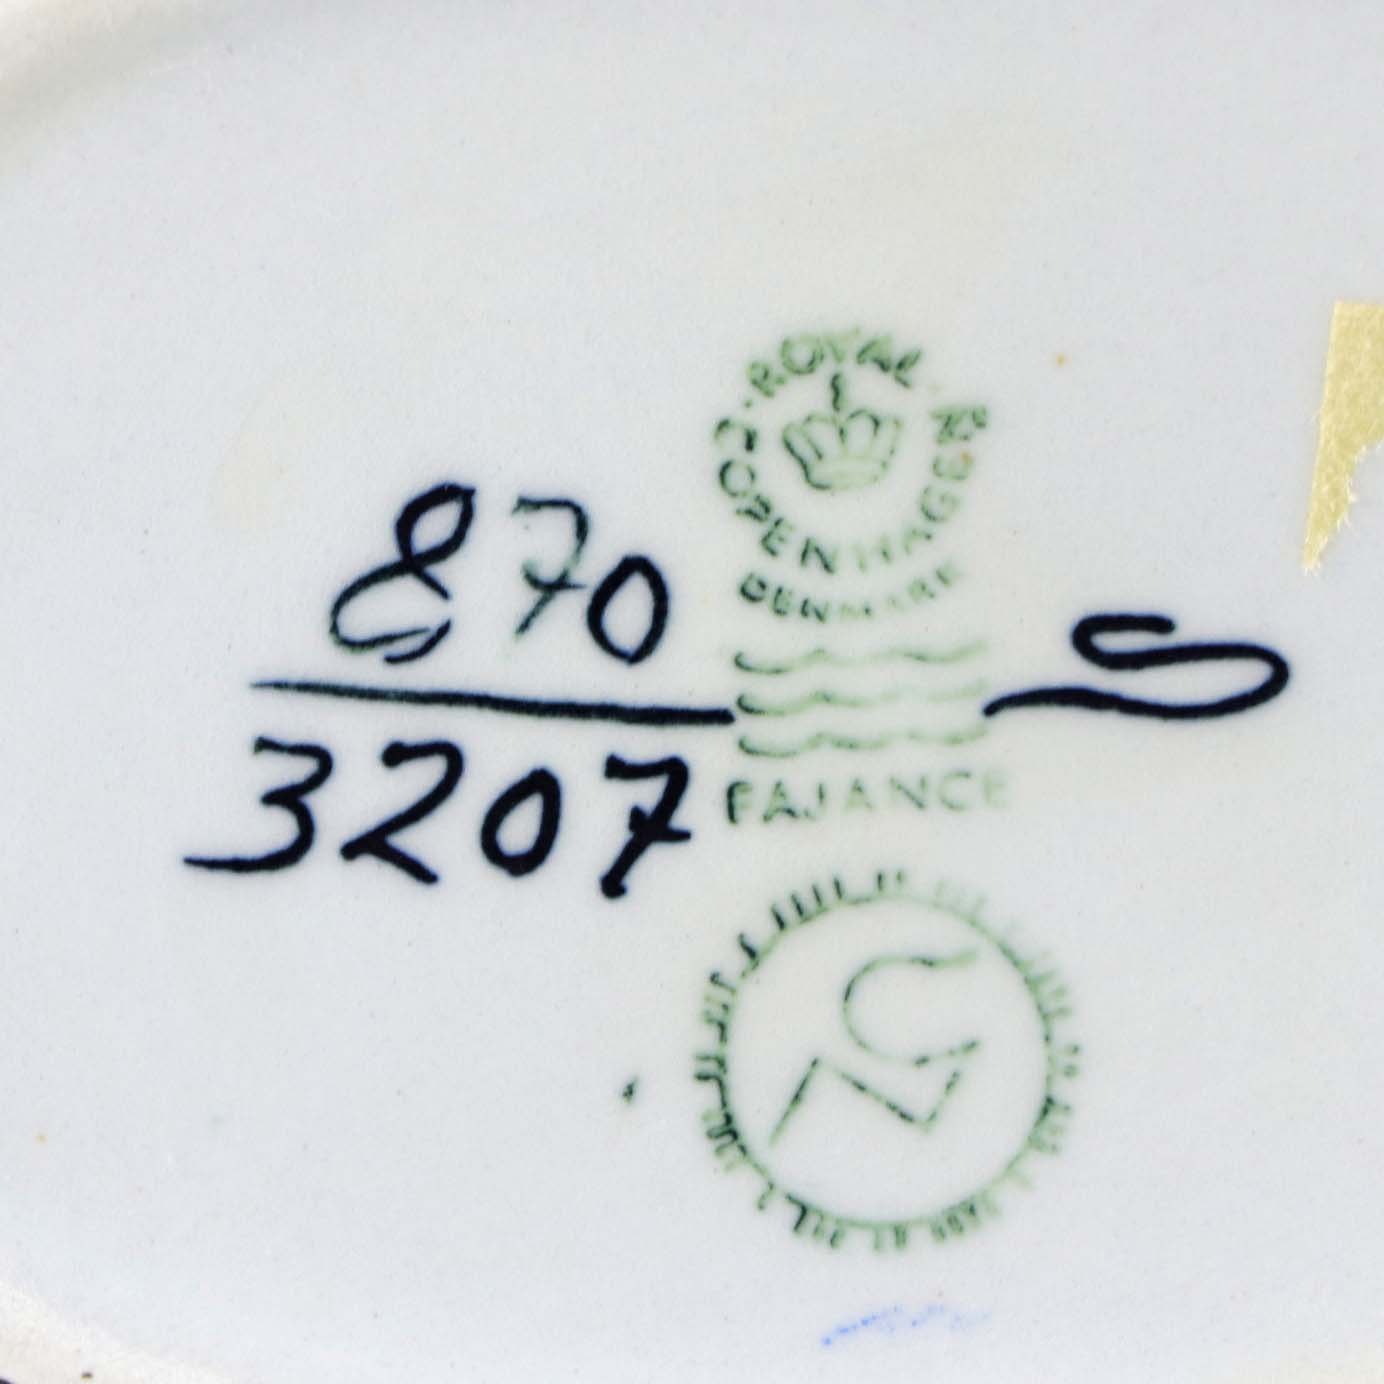 ROYAL
COPENHAGEN
DENMARK
870
3207
FAJANCE